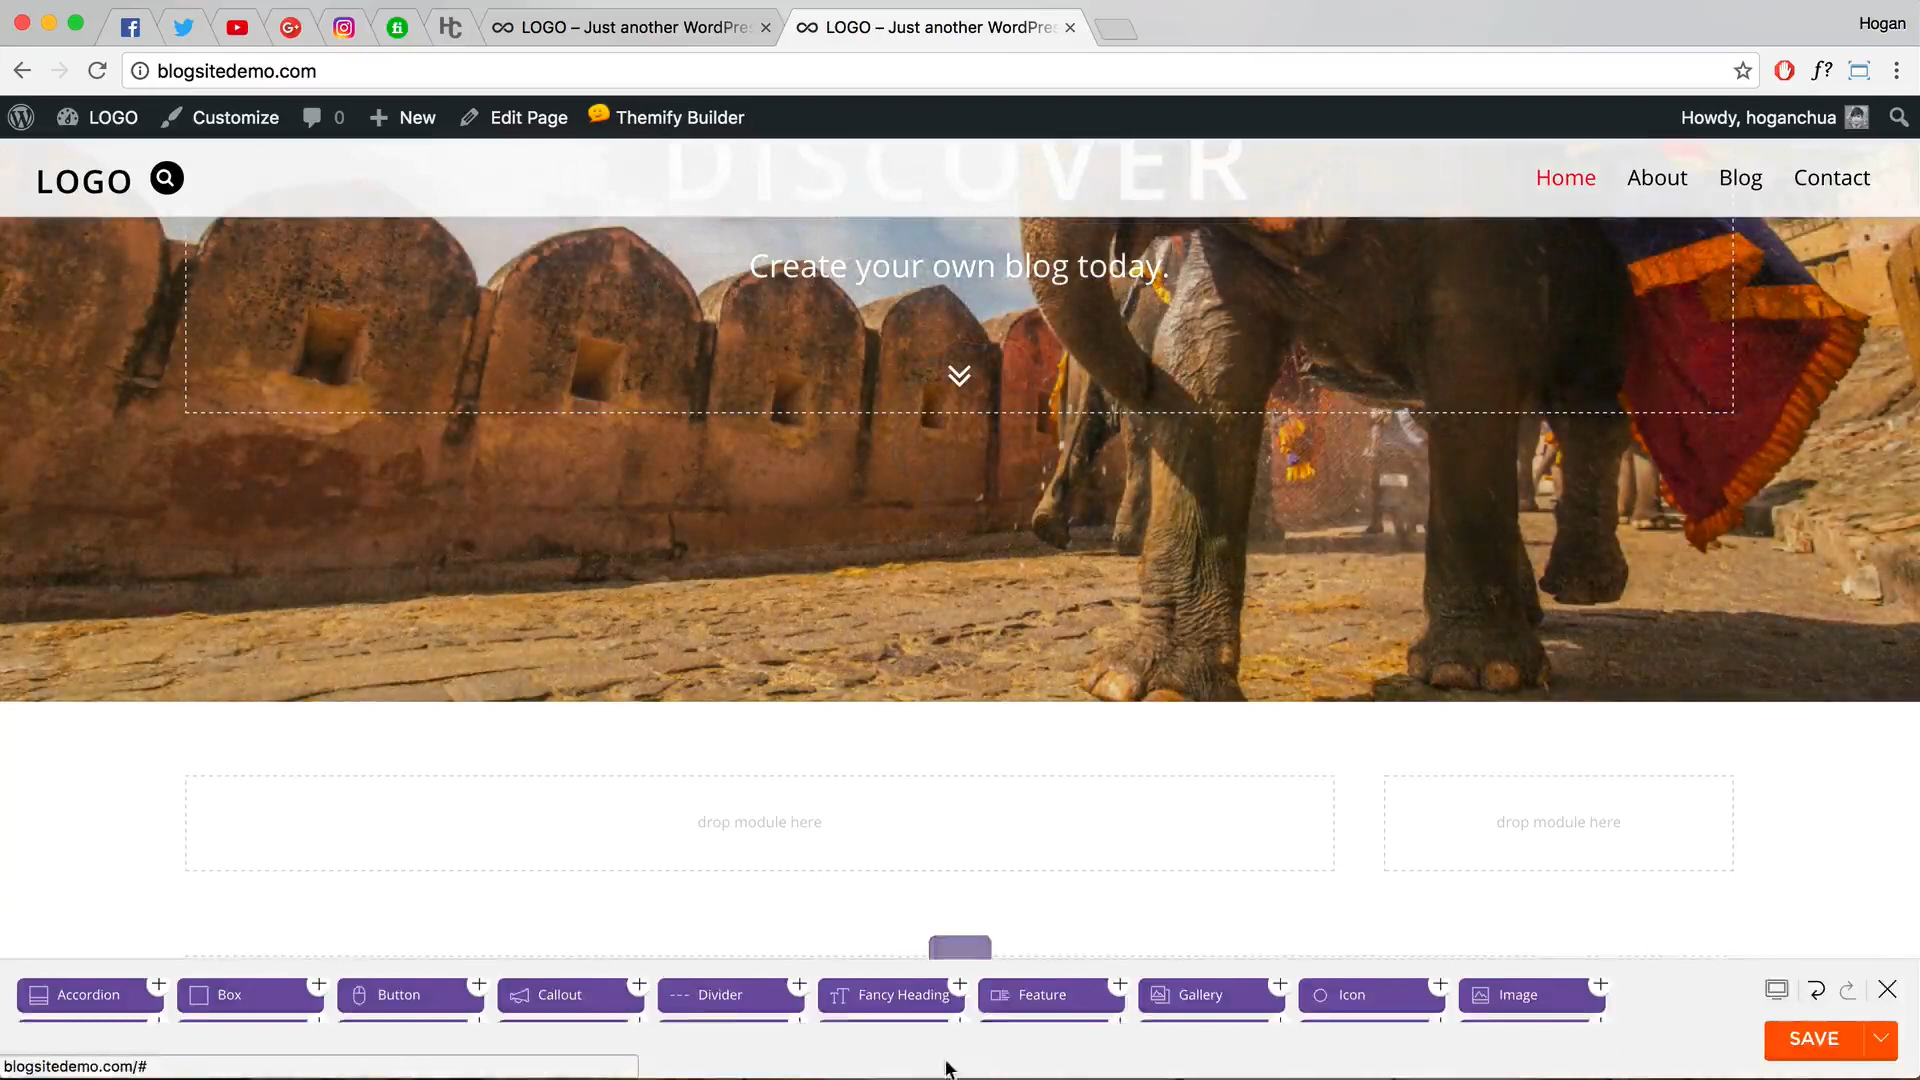 Hogan
LOGO – Just another WordPres
LOGO – Just another WordPres
blogsitedemo.com
f?
LOGO
Customize
0
New
Edit Page
Themify Builder
Howdy, hoganchua
LOGO
DISCOVER
Home
About
Blog
Contact
Create your own blog today.
drop module here
drop module here
Accordion
Box
Button
Callout
Divider
Fancy Heading
Feature
Gallery
Icon
Image
SAVE
blogsitedemo.com/#